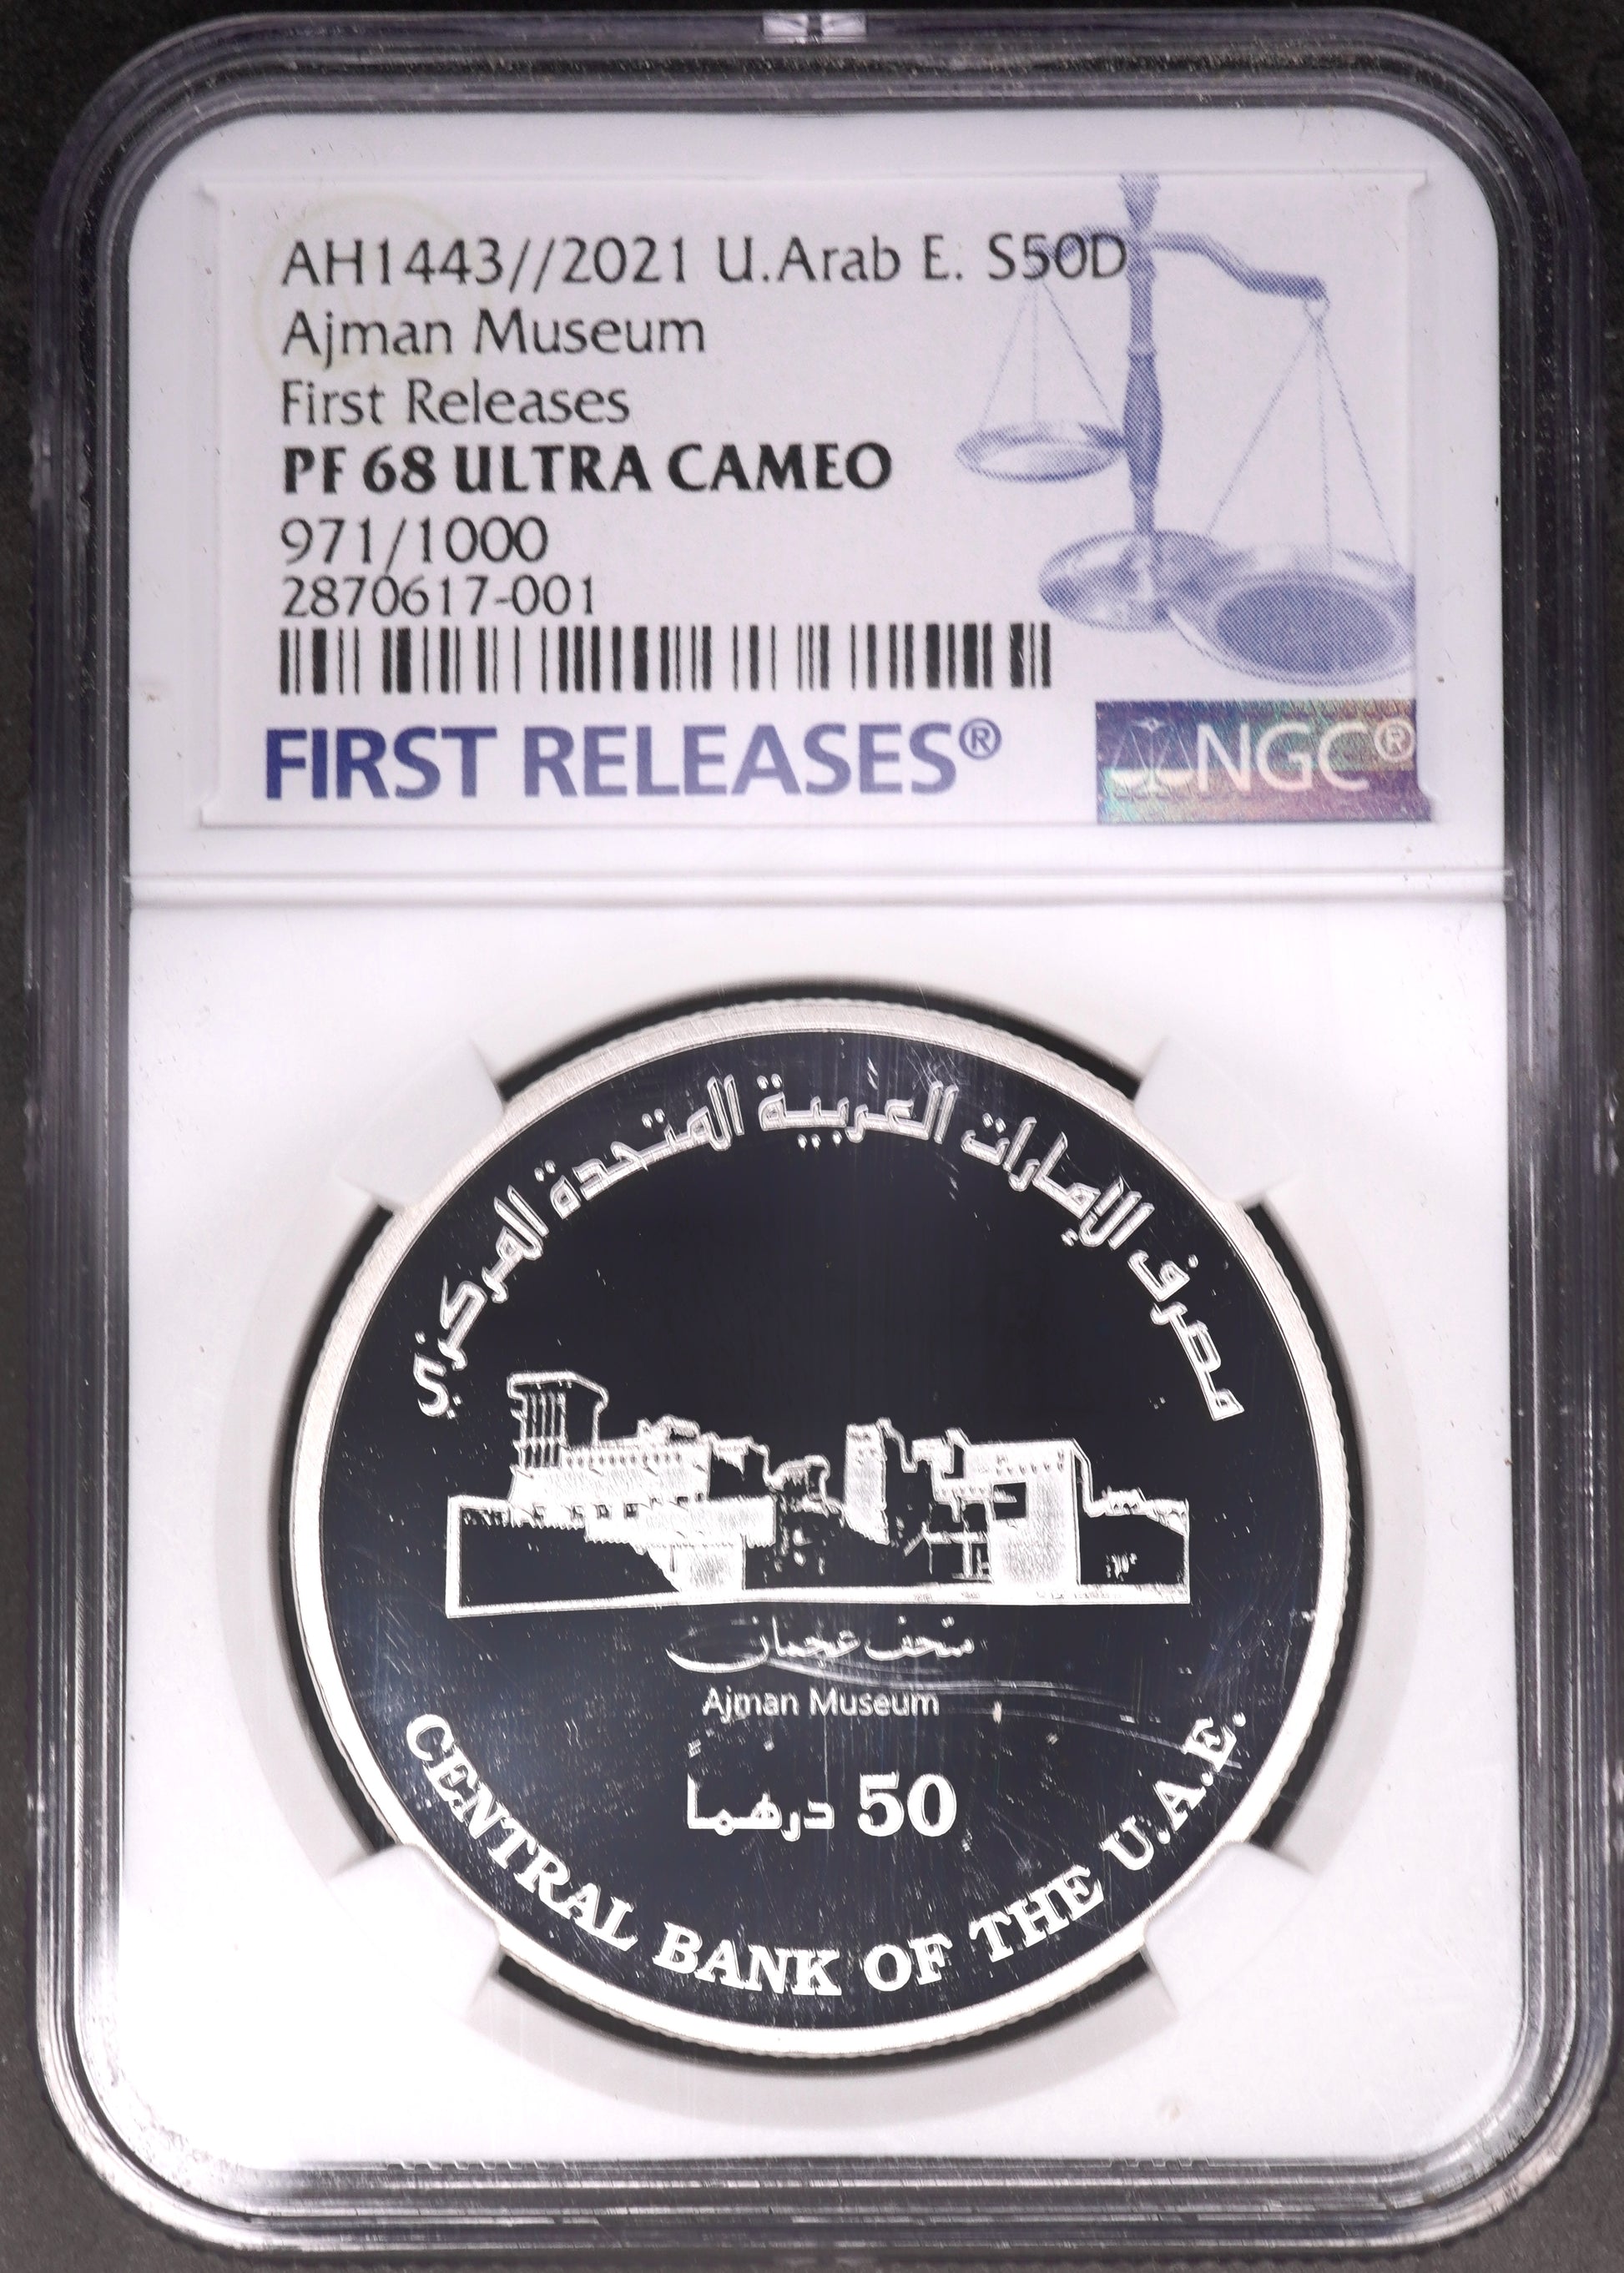 AH1443//2021 U.Arab E. S50D
Ajman Museum
First Releases
PF 68 ULTRA CAMEO
971/1000
2870617-001
FIRST RELEASES®
NGC®
مصرف الإمارات العربية المتحدة المركزي
متحف عجمان
Ajman Museum
50 درهماً
CENTRAL BANK OF THE U.A.E.